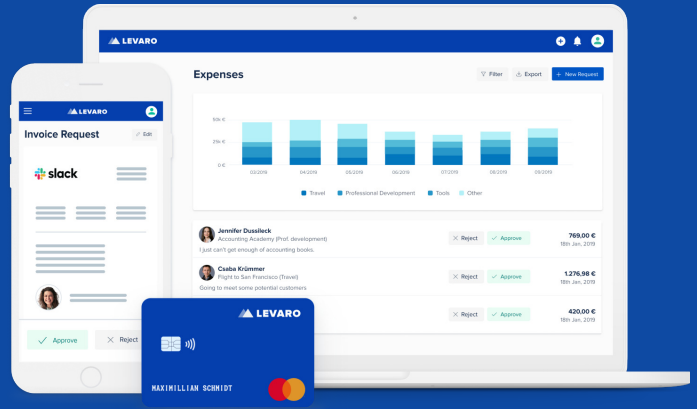 LEVARO
Expenses
Filter
Export
+ New Request
50k €
25k €
0 €
03/2019
04/2019
05/2019
06/2019
07/2019
08/2019
09/2019
Travel
Professional Development
Tools
Other
Jennifer Dussileck
Accounting Academy (Prof. development)
I just can't get enough of accounting books.
Reject
Approve
769,00 €
18th Jan, 2019
Csaba Krümmer
Flight to San Francisco (Travel)
Going to meet some potential customers
Reject
Approve
1.276,98 €
18th Jan, 2019
Reject
Approve
420,00 €
18th Jan, 2019
LEVARO
Invoice Request
Edit
slack
Approve
Reject
LEVARO
MAXIMILLIAN SCHMIDT